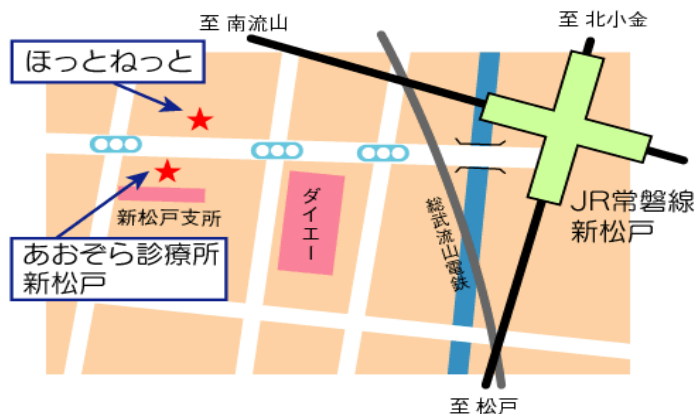 至 南流山
至 北小金
ほっとねっと
新松戸支所
ダイエー
総武流山電鉄
JR常磐線
新松戸
あおぞら診療所
新松戸
至 松戸